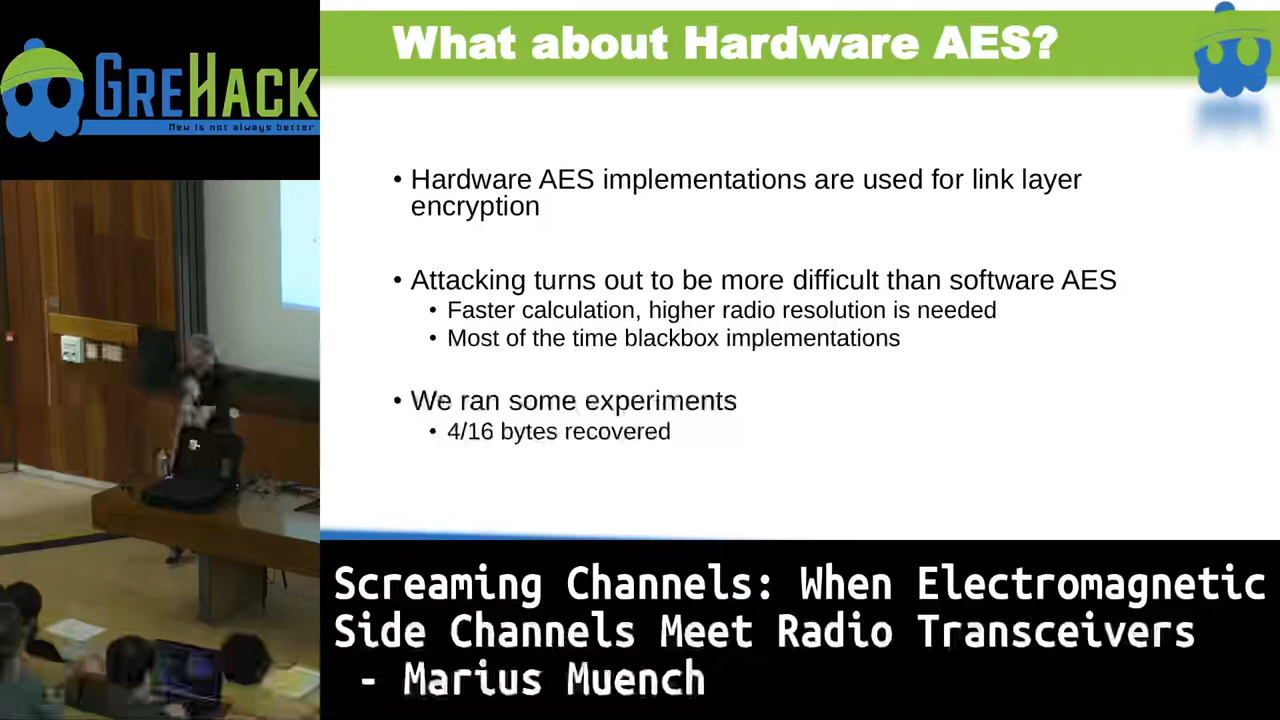 What about Hardware AES?
GREHACK
New is not always better
• Hardware AES implementations are used for link layer
encryption
• Attacking turns out to be more difficult than software AES
• Faster calculation, higher radio resolution is needed
• Most of the time blackbox implementations
• We ran some experiments
• 4/16 bytes recovered
Screaming Channels: When Electromagnetic
Side Channels Meet Radio Transceivers
- Marius Muench